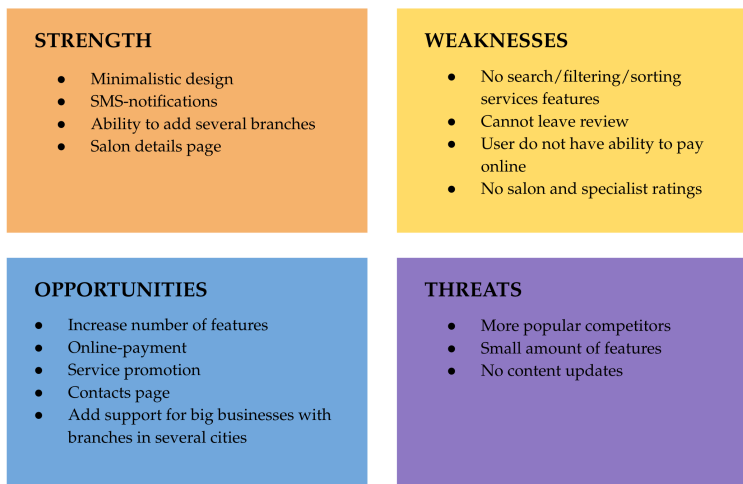 STRENGTH
● Minimalistic design
● SMS-notifications
● Ability to add several branches
● Salon details page
WEAKNESSES
● No search/filtering/sorting
services features
● Cannot leave review
● User do not have ability to pay
online
● No salon and specialist ratings
OPPORTUNITIES
● Increase number of features
● Online-payment
● Service promotion
● Contacts page
● Add support for big businesses with
branches in several cities
THREATS
● More popular competitors
● Small amount of features
● No content updates